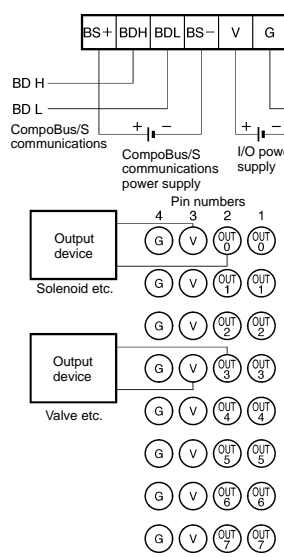 BS+ BDH BDL BS− V G
BD H
BD L
CompoBus/S
communications
+ −
CompoBus/S
communications
power supply
+ −
supply
I/O
Pin numbers
4 3 2 1
Output
device
Solenoid etc.
G V OUT 0 OUT 0
G V OUT 1 OUT 1
G V OUT 2 OUT 2
Output
device
Valve etc.
G V OUT 3 OUT 3
G V OUT 4 OUT 4
G V OUT 5 OUT 5
G V OUT 6 OUT 6
G V OUT 7 OUT 7